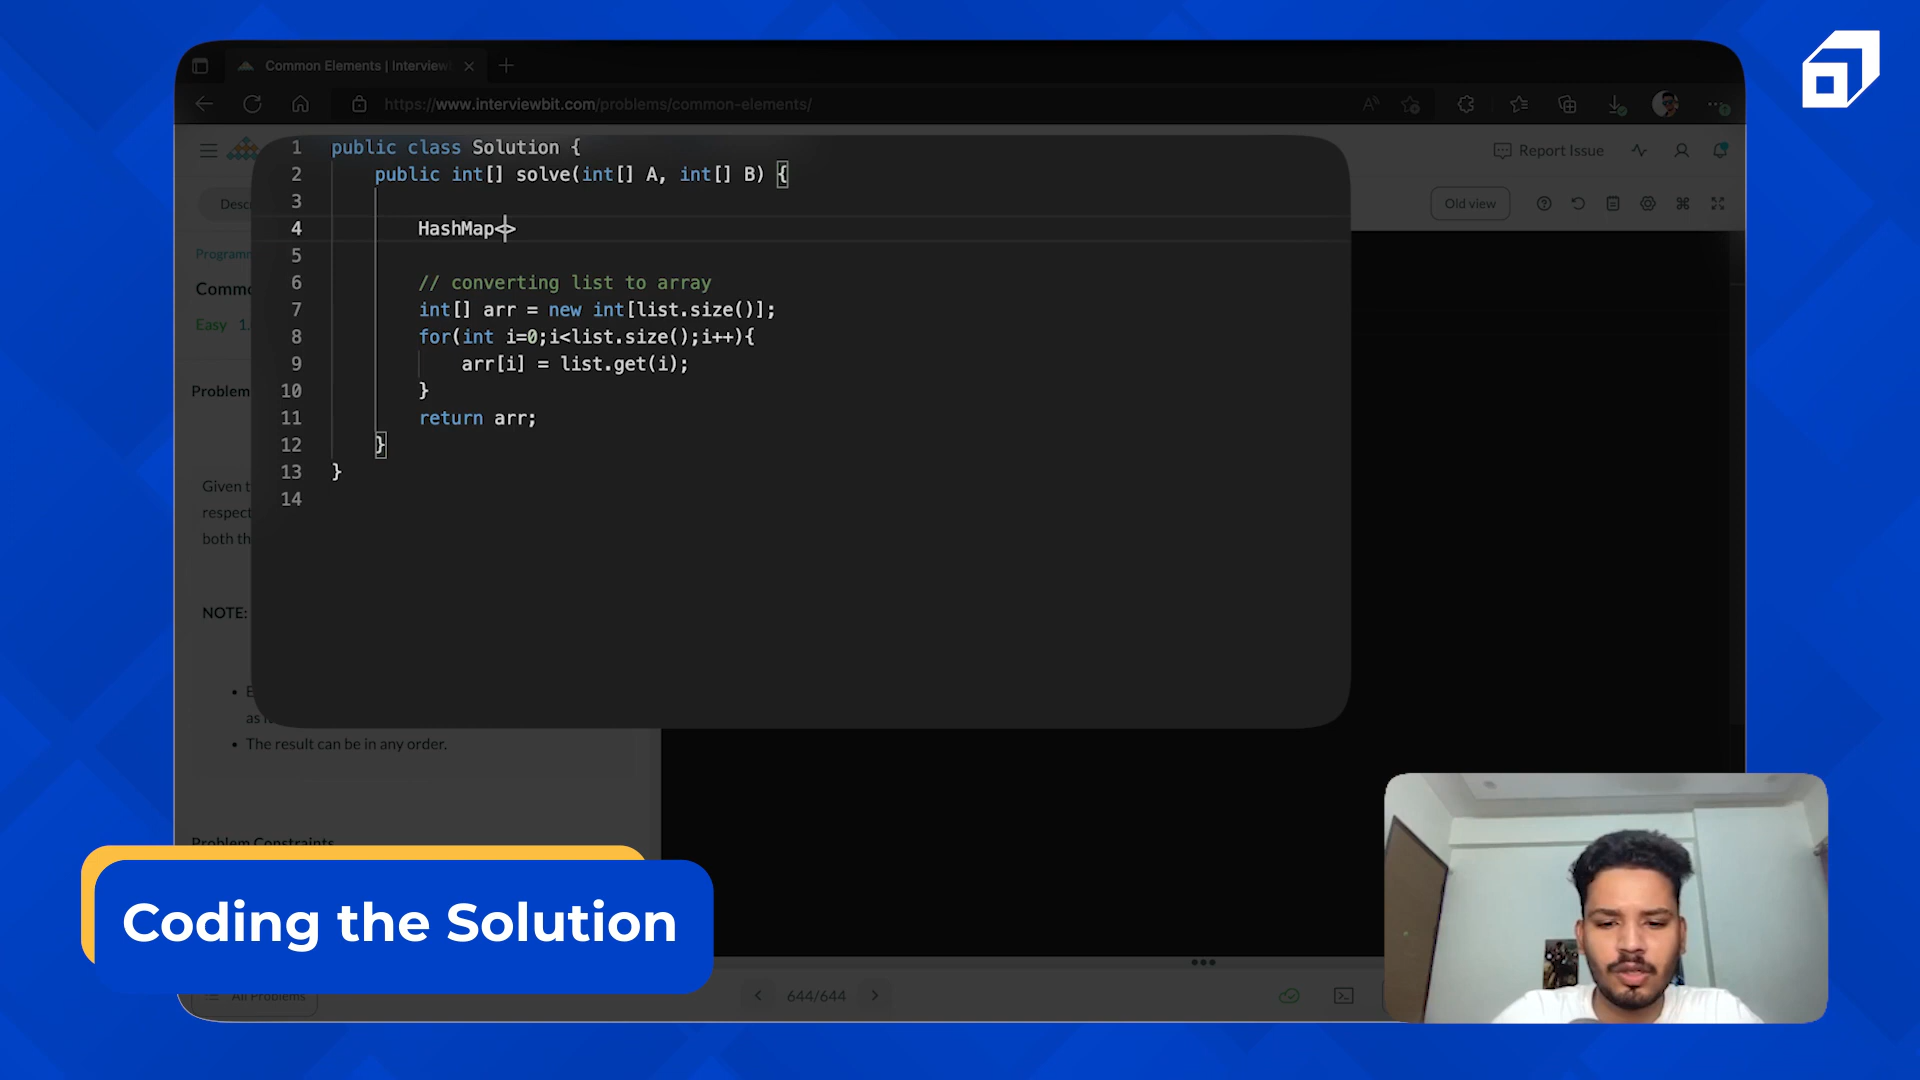 Common Elements | Interview
https://www.interviewbit.com/problems/common-elements/
Report Issue
Old view
1 public class Solution {
2 public int[] solve(int[] A, int[] B) {
3
4 HashMap<>
5
6 // converting list to array
7 int[] arr = new int[list.size()];
8 for(int i=0;i<list.size();i++){
9 arr[i] = list.get(i);
10 }
11 return arr;
12 }
13 }
14
Easy 1.
Problem
Given
respect
both
NOTE:
• The result can be in any order.
Problem Constraints
Coding the Solution
All Problems
644/644